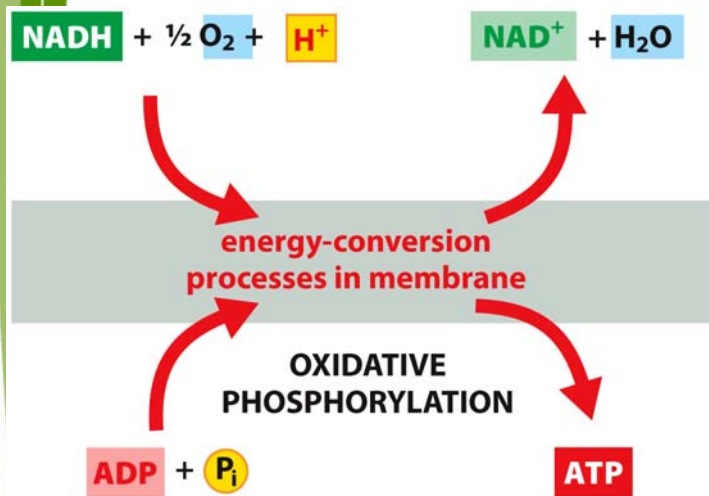 NADH + ½ O₂ + H⁺
NAD⁺ + H₂O
energy-conversion
processes in membrane
OXIDATIVE
PHOSPHORYLATION
ADP + Pᵢ
ATP